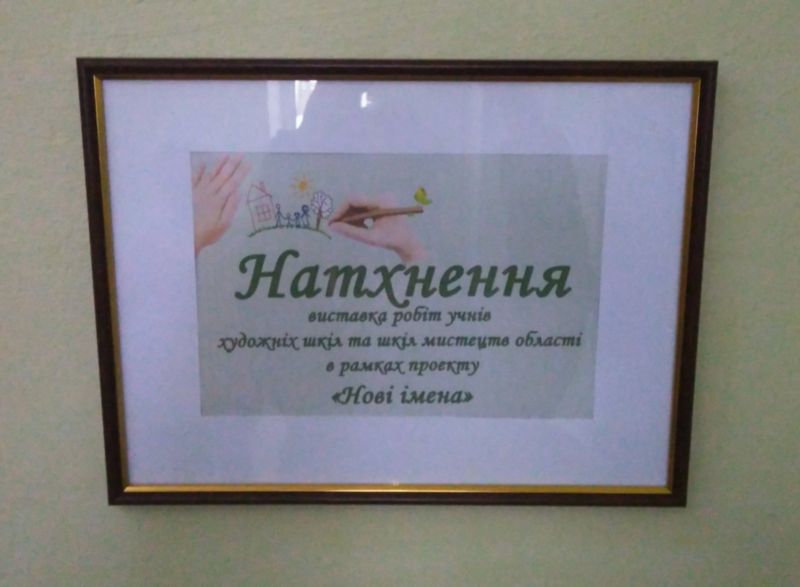 Натхнення
виставка робіт учнів
художніх шкіл та шкіл мистецтв області
в рамках проекту
«Нові імена»